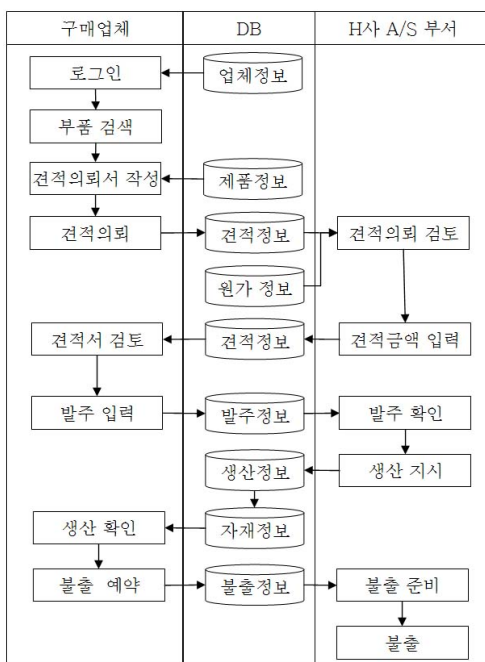 구매업체 DB H사 A/S 부서
로그인 업체정보
부품 검색
견적의뢰서 작성 제품정보
견적의뢰 견적정보 견적의뢰 검토
원가 정보
견적서 검토 견적정보 견적금액 입력
발주 입력 발주정보 발주 확인
생산정보 생산 지시
생산 확인 자재정보
불출 예약 불출정보 불출 준비
불출